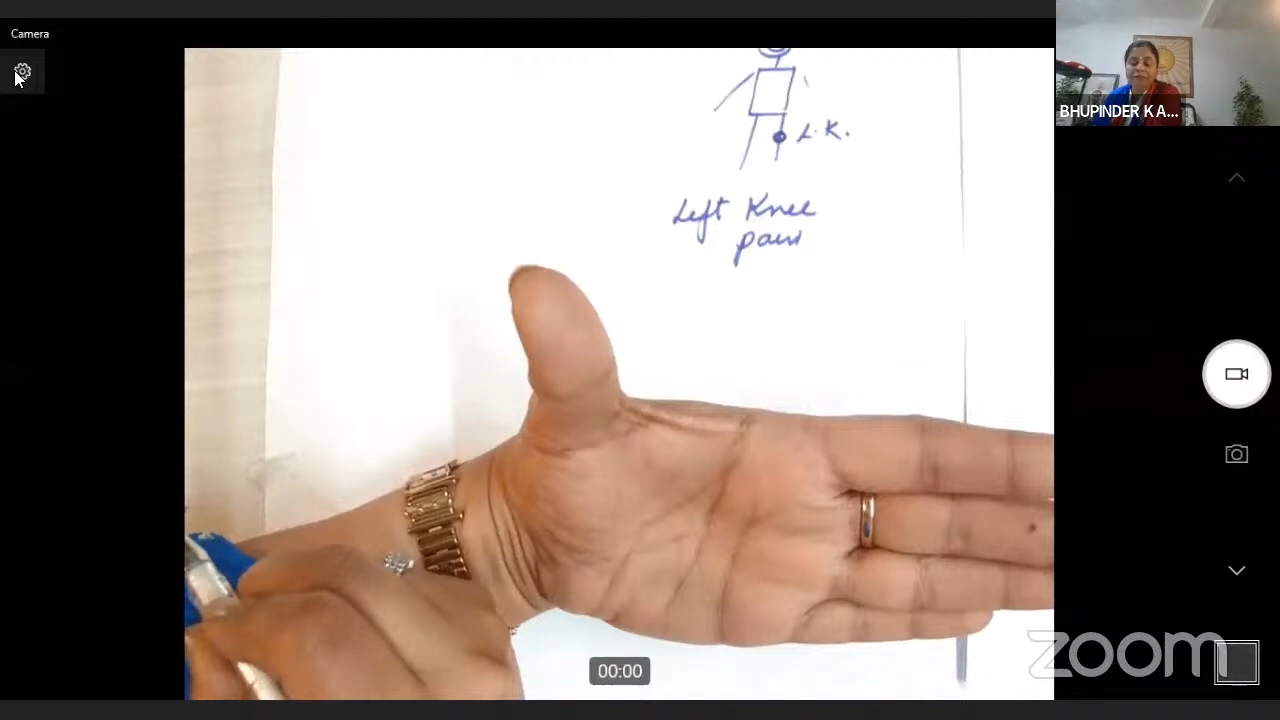 Camera
BHUPINDER K A...
L.K.
Left Knee
pain
00:00
zoom